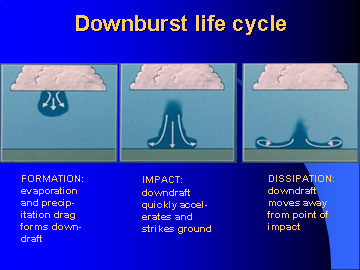 Downburst life cycle
FORMATION:
evaporation
and precip-
itation drag
forms down-
draft
IMPACT:
downdraft
quickly accel-
erates and
strikes ground
DISSIPATION:
downdraft
moves away
from point of
impact